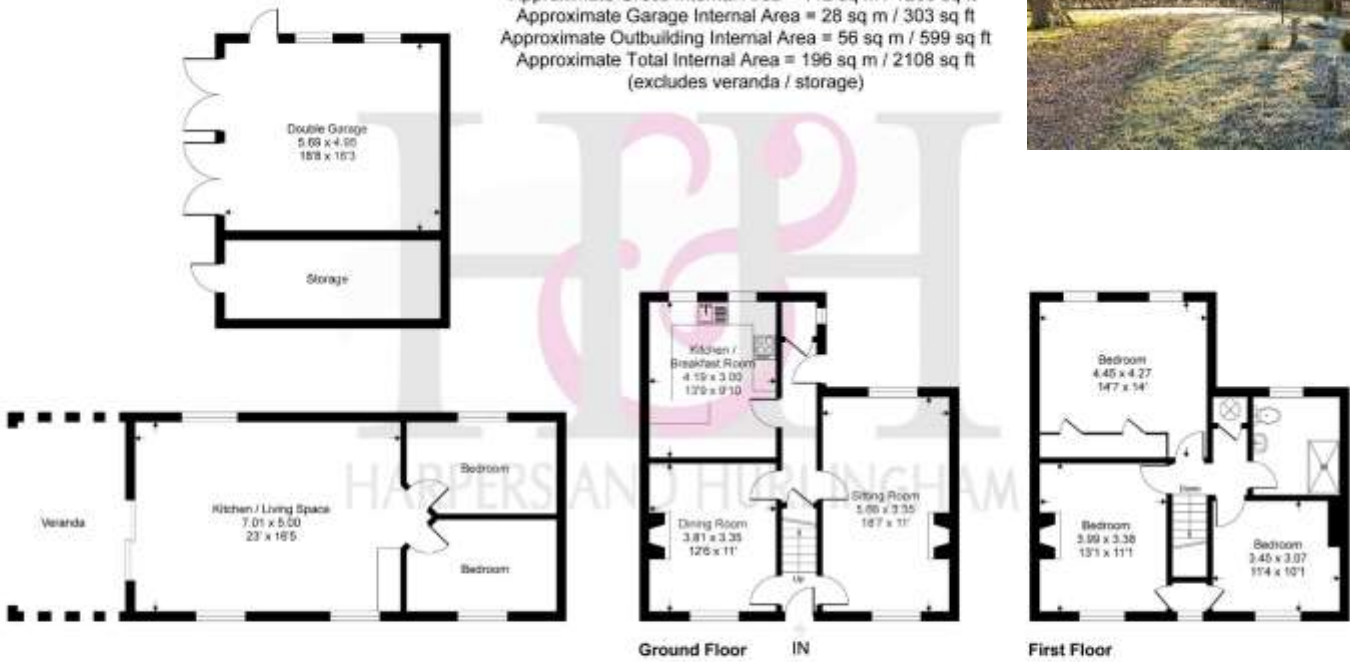 Approximate Garage Internal Area = 28 sq m / 303 sq ft
Approximate Outbuilding Internal Area = 56 sq m / 599 sq ft
Approximate Total Internal Area = 196 sq m / 2108 sq ft
(excludes veranda / storage)
Double Garage
5.69 x 4.95
18'8 x 16'3
Storage
H&H
HARPERS AND HURLINGHAM
Veranda
Kitchen / Living Space
7.01 x 5.00
23' x 16'5
Bedroom
Bedroom
Kitchen /
Breakfast Room
4.19 x 3.00
13'9 x 9'10
Dining Room
3.81 x 3.35
12'6 x 11'
Sitting Room
5.66 x 3.35
18'7 x 11'
Up
Ground Floor
IN
Bedroom
4.45 x 4.27
14'7 x 14'
Down
Bedroom
3.99 x 3.38
13'1 x 11'1
Bedroom
3.45 x 3.07
11'4 x 10'1
First Floor